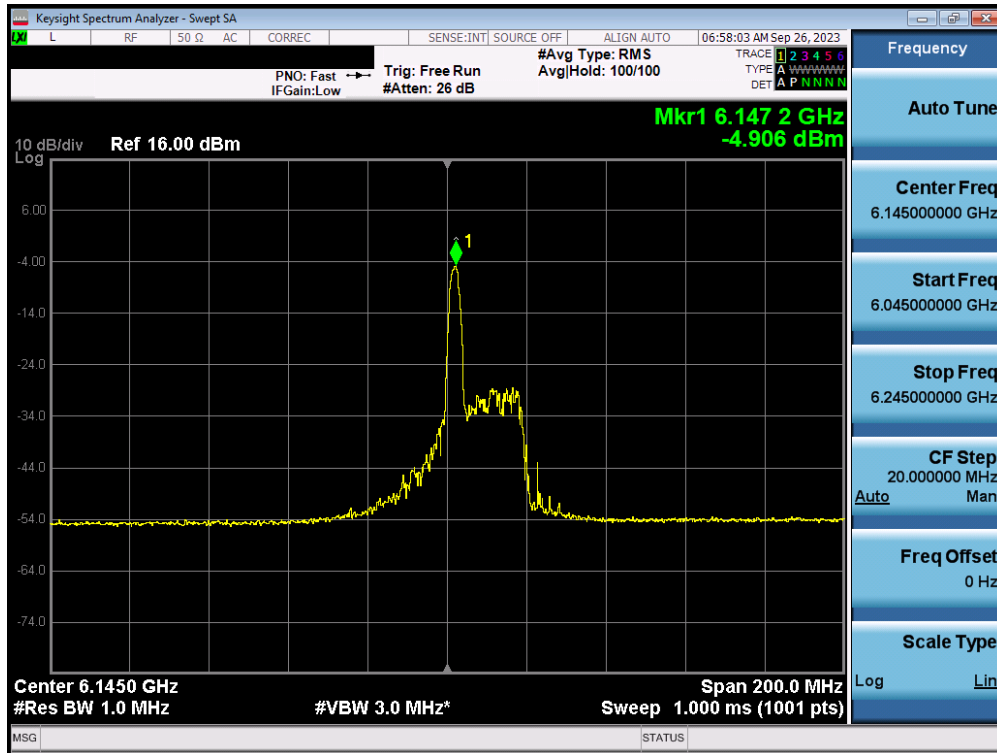 Keysight Spectrum Analyzer - Swept SA
LXI L RF 50 Ω AC CORREC SENSE:INT SOURCE OFF ALIGN AUTO 06:58:03 AM Sep 26, 2023
PNO: Fast
IFGain:Low
Trig: Free Run
#Atten: 26 dB
#Avg Type: RMS
Avg|Hold: 100/100
TRACE 1 2 3 4 5 6
TYPE A WWWWW
DET A P N N N N
Mkr1 6.147 2 GHz
-4.906 dBm
10 dB/div Ref 16.00 dBm
Log
6.00
-4.00
-14.0
-24.0
-34.0
-44.0
-54.0
-64.0
-74.0
1
Center 6.1450 GHz Span 200.0 MHz
#Res BW 1.0 MHz #VBW 3.0 MHz* Sweep 1.000 ms (1001 pts)
MSG STATUS
Frequency
Auto Tune
Center Freq
6.145000000 GHz
Start Freq
6.045000000 GHz
Stop Freq
6.245000000 GHz
CF Step
20.000000 MHz
Auto Man
Freq Offset
0 Hz
Scale Type
Log Lin